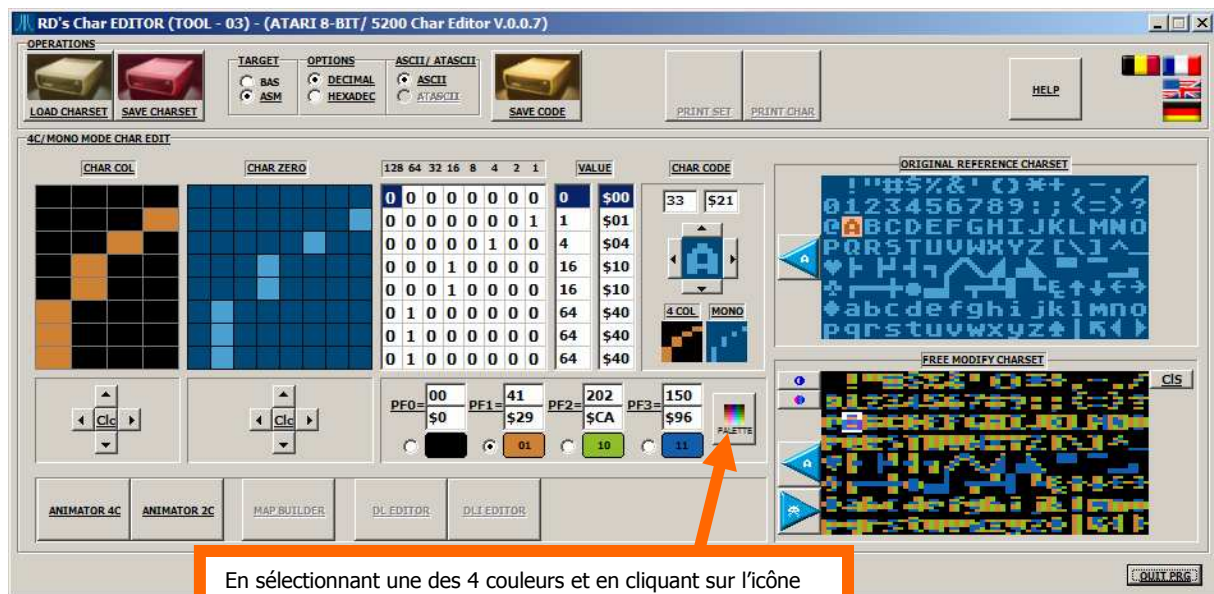 RD's Char EDITOR (TOOL - 03) - (ATARI 8-BIT/ 5200 Char Editor V.0.0.7)
OPERATIONS
LOAD CHARSET
SAVE CHARSET
TARGET
BAS
ASM
OPTIONS
DECIMAL
HEXADEC
ASCII/ ATASCII
ASCII
ATASCII
SAVE CODE
PRINT SET
PRINT CHAR
HELP
4C/MONO MODE CHAR EDIT
CHAR COL
CHAR ZERO
128 64 32 16 8 4 2 1
VALUE
0 0 0 0 0 0 0 0 0 $00
0 0 0 0 0 0 0 1 1 $01
0 0 0 0 0 1 0 0 4 $04
0 0 0 1 0 0 0 0 16 $10
0 0 0 1 0 0 0 0 16 $10
0 1 0 0 0 0 0 0 64 $40
0 1 0 0 0 0 0 0 64 $40
0 1 0 0 0 0 0 0 64 $40
CHAR CODE
33 $21
A
4 COL MONO
ORIGINAL REFERENCE CHARSET
!"#$%&'()*+,-./
0123456789:;<=>?
@ABCDEFGHIJKLMNO
PQRSTUVWXYZ[\]^_
abcdefghijklmno
pqrstuvwxyz
A
FREE MODIFY CHARSET
ClS
A
Clc
Clc
PF0= 00 $0
PF1= 41 $29
PF2= 202 $CA
PF3= 150 $96
01
10
11
PALETTE
ANIMATOR 4C
ANIMATOR 2C
MAP BUILDER
DL EDITOR
DLI EDITOR
En sélectionnant une des 4 couleurs et en cliquant sur l'icône
QUIT PRG